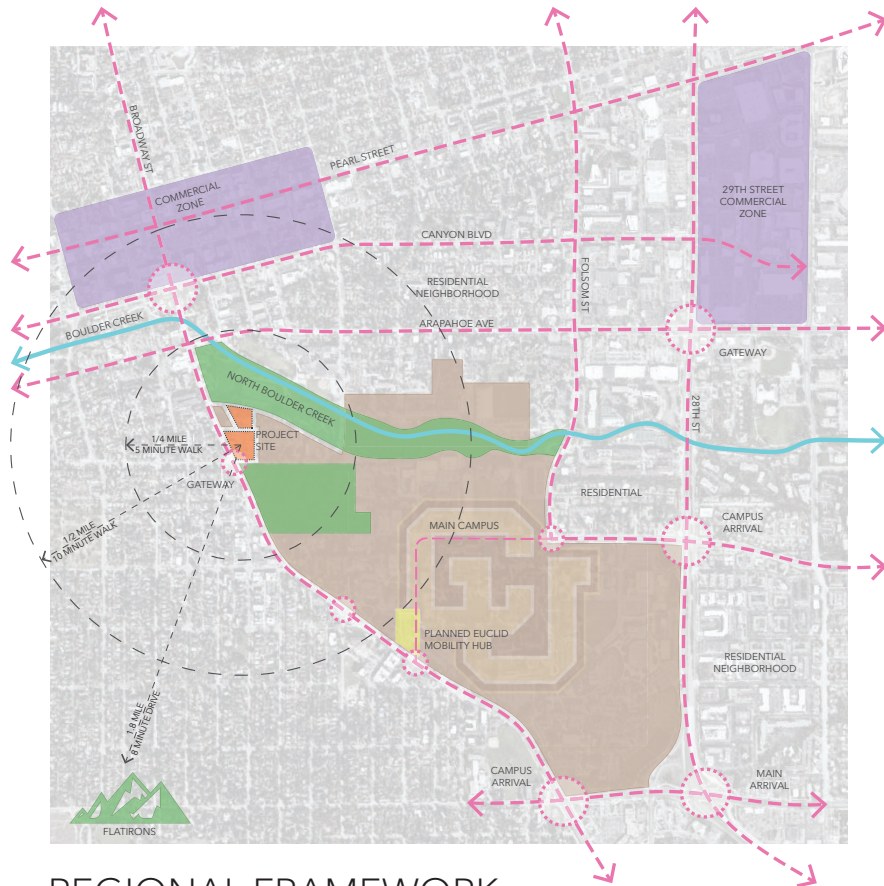 BROADWAY ST
PEARL STREET
COMMERCIAL
ZONE
29TH STREET
COMMERCIAL
ZONE
CANYON BLVD
FOLSOM ST
RESIDENTIAL
NEIGHBORHOOD
BOULDER CREEK
ARAPAHOE AVE
GATEWAY
NORTH BOULDER CREEK
28TH ST
PROJECT
SITE
1/4 MILE
5 MINUTE WALK
GATEWAY
RESIDENTIAL
1/2 MILE
10 MINUTE WALK
MAIN CAMPUS
CAMPUS
ARRIVAL
CU
PLANNED EUCLID
MOBILITY HUB
RESIDENTIAL
NEIGHBORHOOD
1.8 MILE
8 MINUTE DRIVE
CAMPUS
ARRIVAL
MAIN
ARRIVAL
FLATIRONS
REGIONAL FRAMEWORK